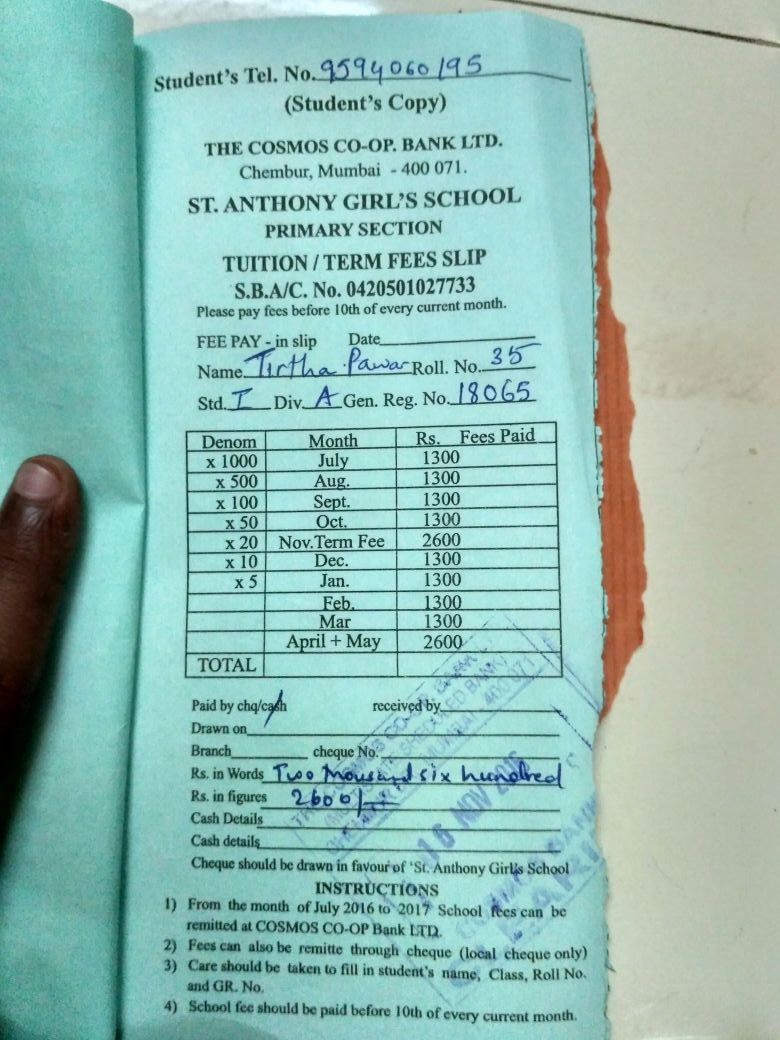 Student's Tel. No. 9594060195
(Student's Copy)
THE COSMOS CO-OP. BANK LTD.
Chembur, Mumbai - 400 071.
ST. ANTHONY GIRL'S SCHOOL
PRIMARY SECTION
TUITION / TERM FEES SLIP
S.B.A/C. No. 0420501027733
Please pay fees before 10th of every current month.
FEE PAY - in slip Date
Name Tirtha Pawar Roll. No. 35
Std. I Div. A Gen. Reg. No. 18065
Denom Month Rs. Fees Paid
x 1000 July 1300
x 500 Aug. 1300
x 100 Sept. 1300
x 50 Oct. 1300
x 20 Nov.Term Fee 2600
x 10 Dec. 1300
x 5 Jan. 1300
Feb. 1300
Mar 1300
April + May 2600
TOTAL
Paid by chq/cash received by
Drawn on
Branch cheque No.
Rs. in Words Two thousand six hundred
Rs. in figures 2600/-
Cash Details
Cash details
Cheque should be drawn in favour of 'St. Anthony Girl's School
INSTRUCTIONS
1) From the month of July 2016 to 2017 School fees can be
remitted at COSMOS CO-OP Bank LTD.
2) Fees can also be remitte through cheque (local cheque only)
3) Care should be taken to fill in student's name, Class, Roll No.
and GR. No.
4) School fee should be paid before 10th of every current month.
THE COSMOS CO-OP. BANK
SCHEDULED BANK
MUMBAI 400 071
16 NOV 2016